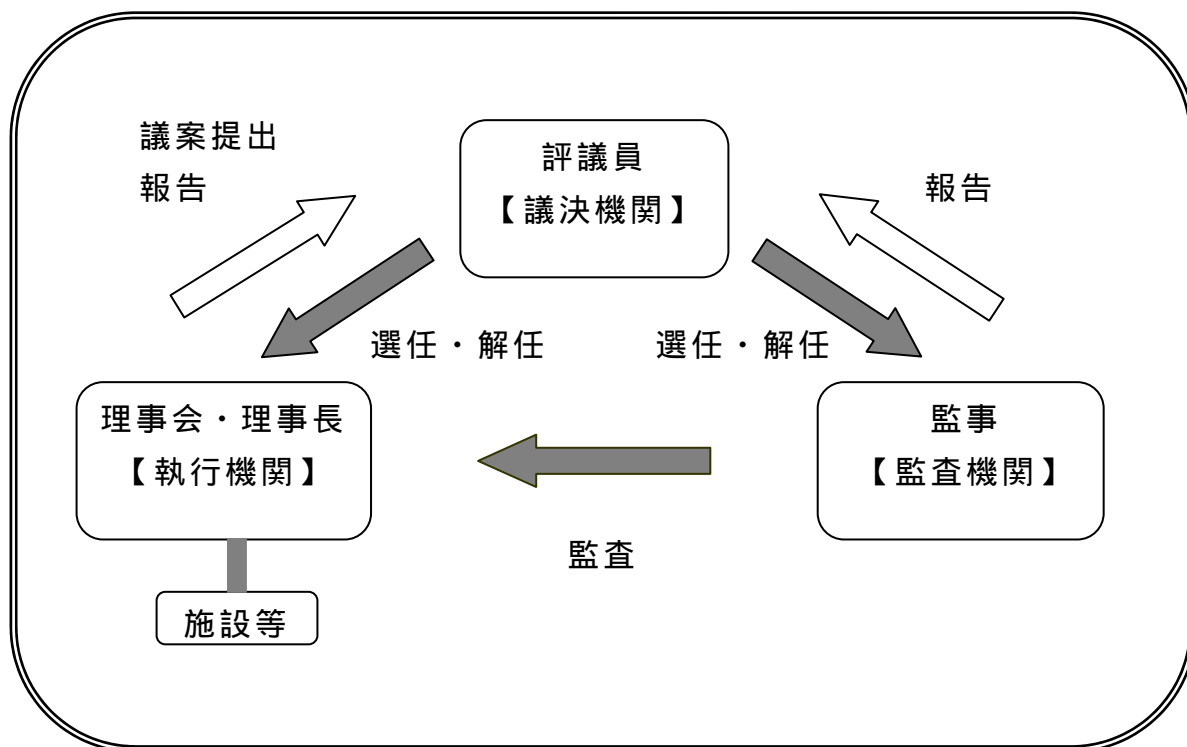 議案提出
報告
評議員
【議決機関】
報告
選任・解任
選任・解任
理事会・理事長
【執行機関】
監事
【監査機関】
監査
施設等